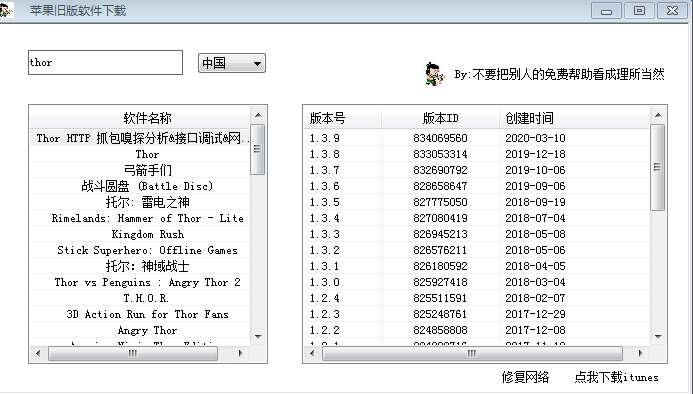 苹果旧版软件下载
thor
中国
By:不要把别人的免费帮助看成理所当然
软件名称
Thor HTTP 抓包嗅探分析&接口调试&网..
Thor
弓箭手们
战斗圆盘 (Battle Disc)
托尔: 雷电之神
Rimelands: Hammer of Thor - Lite
Kingdom Rush
Stick Superhero: Offline Games
托尔：神域战士
Thor vs Penguins : Angry Thor 2
T.H.O.R.
3D Action Run for Thor Fans
Angry Thor
版本号 版本ID 创建时间
1.3.9 834069560 2020-03-10
1.3.8 833053314 2019-12-18
1.3.7 832690792 2019-10-06
1.3.6 828658647 2019-09-06
1.3.5 827775050 2018-09-19
1.3.4 827080419 2018-07-04
1.3.3 826945213 2018-05-08
1.3.2 826576211 2018-05-06
1.3.1 826180592 2018-04-05
1.3.0 825927418 2018-03-04
1.2.4 825511591 2018-02-07
1.2.3 825248761 2017-12-29
1.2.2 824858808 2017-12-08
修复网络 点我下载itunes